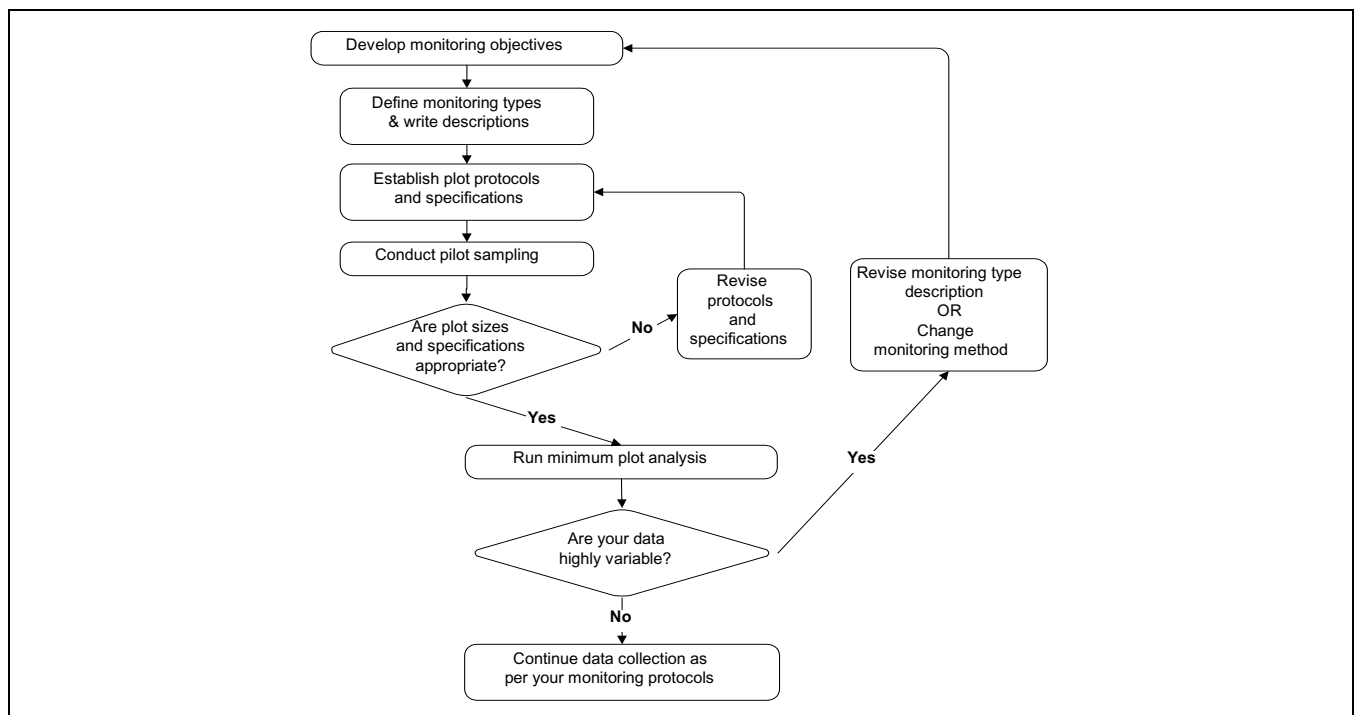 Develop monitoring objectives
Define monitoring types
& write descriptions
Establish plot protocols
and specifications
Conduct pilot sampling
Are plot sizes
and specifications
appropriate?
No
Revise
protocols
and
specifications
Revise monitoring type
description
OR
Change
monitoring method
Yes
Run minimum plot analysis
Yes
Are your data
highly variable?
No
Continue data collection as
per your monitoring protocols